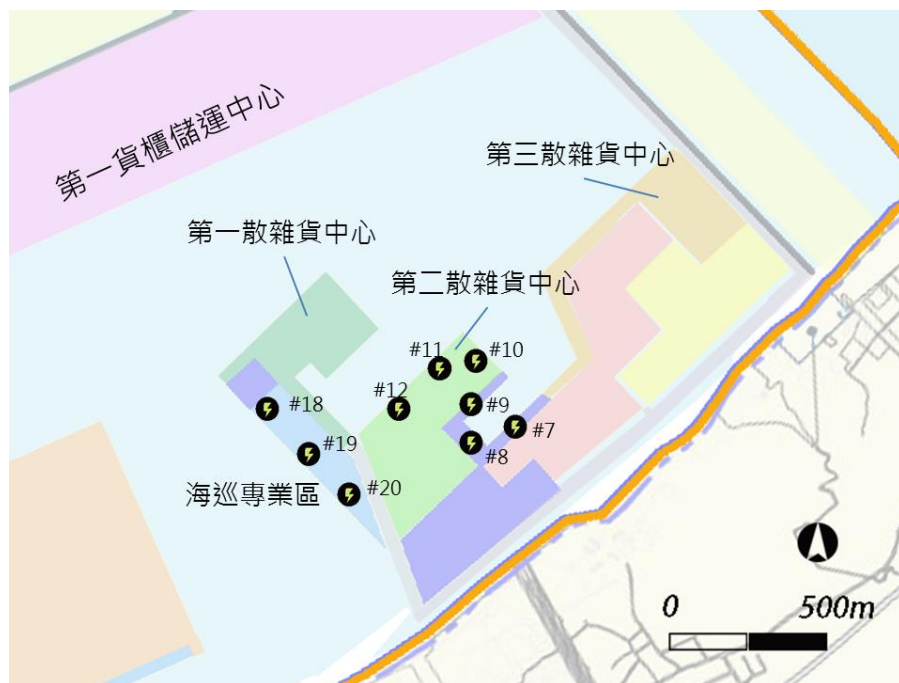 第一貨櫃儲運中心
第三散雜貨中心
第一散雜貨中心
第二散雜貨中心
#11
#10
#12
#9
#18
#7
#8
#19
海巡專業區
#20
0
500m